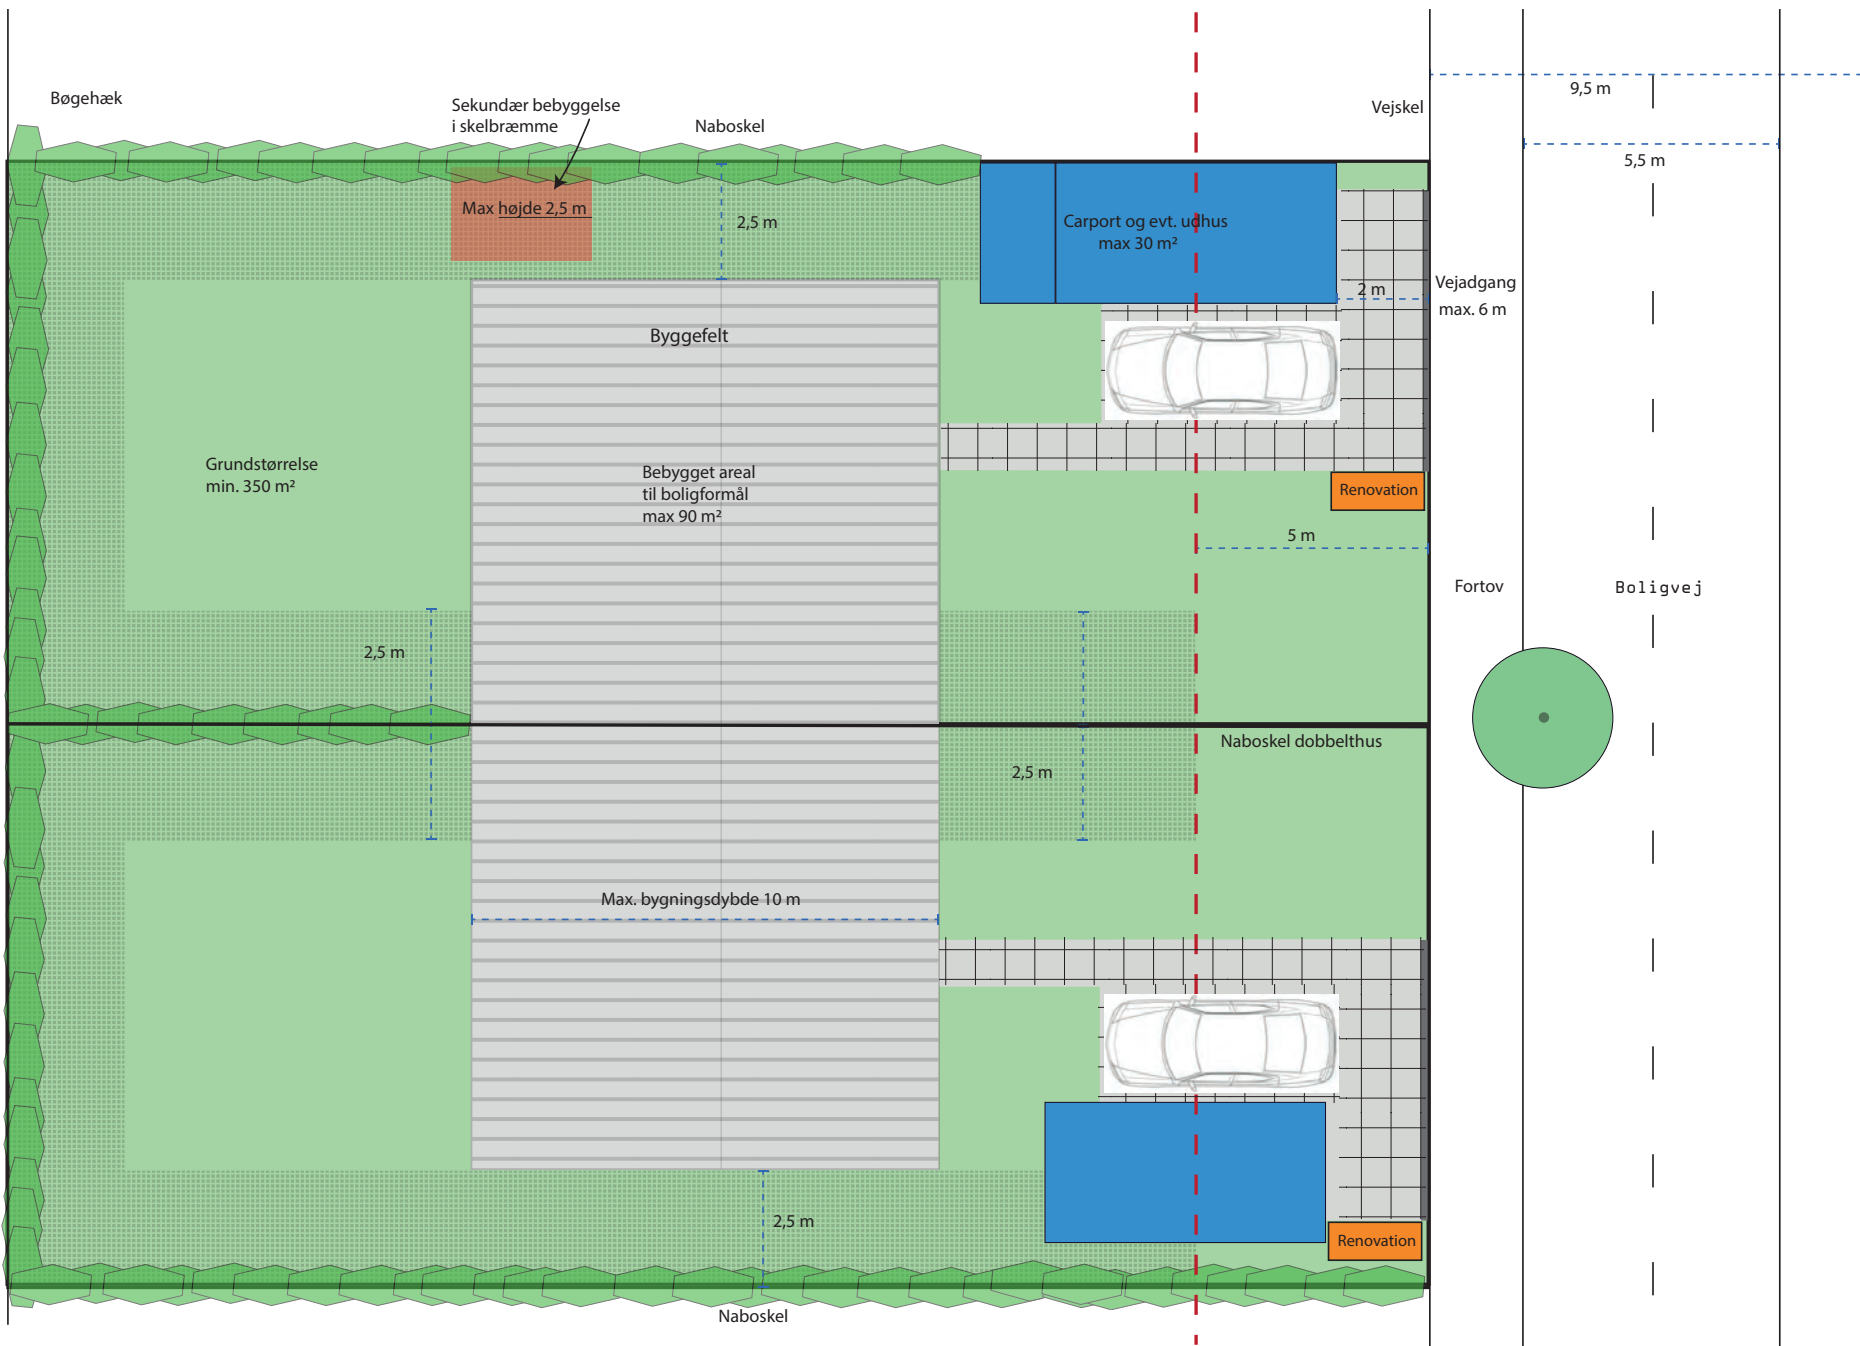 Bøgehæk
Sekundær bebyggelse
i skelbræmme
Naboskel
Vejskel
9,5 m
5,5 m
Max højde 2,5 m
2,5 m
Carport og evt. udhus
max 30 m²
2 m
Vejadgang
max. 6 m
Byggefelt
Grundstørrelse
min. 350 m²
Bebygget areal
til boligformål
max 90 m²
Renovation
5 m
Fortov
Boligvej
2,5 m
Naboskel dobbelthus
2,5 m
Max. bygningsdybde 10 m
2,5 m
Renovation
Naboskel